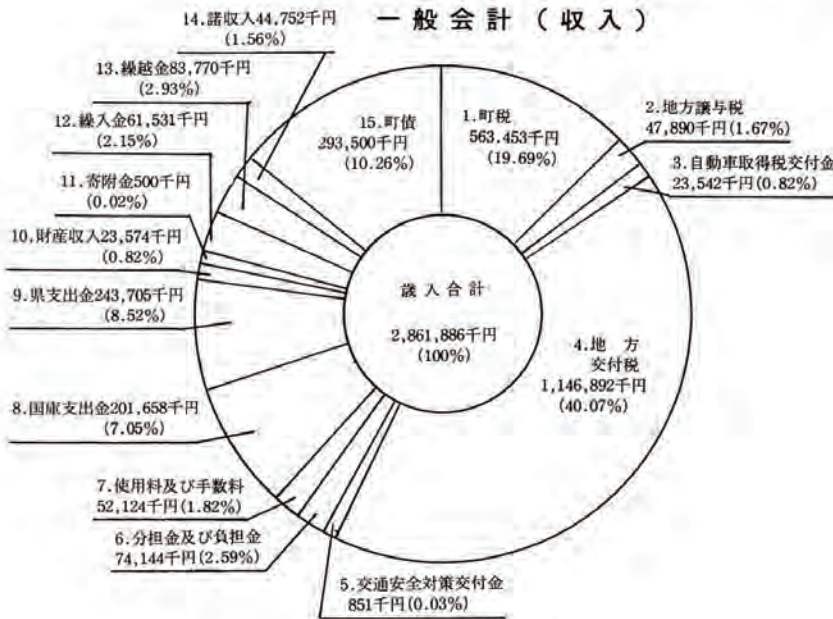 一般会計（収入）
1.町税
563.453千円
(19.69%)
2.地方譲与税
47,890千円(1.67%)
3.自動車取得税交付金
23,542千円(0.82%)
4.地方
交付税
1,146,892千円
(40.07%)
5.交通安全対策交付金
851千円(0.03%)
6.分担金及び負担金
74,144千円(2.59%)
7.使用料及び手数料
52,124千円(1.82%)
8.国庫支出金201,658千円
(7.05%)
9.県支出金243,705千円
(8.52%)
10,財産収入23,574千円
(0.82%)
11.寄附金500千円
(0.02%)
12.繰入金61,531千円
(2.15%)
13.繰越金83,770千円
(2.93%)
14.諸収入44,752千円
(1.56%)
15.町債
293,500千円
(10.26%)
歳入合計
2,861,886千円
(100%)